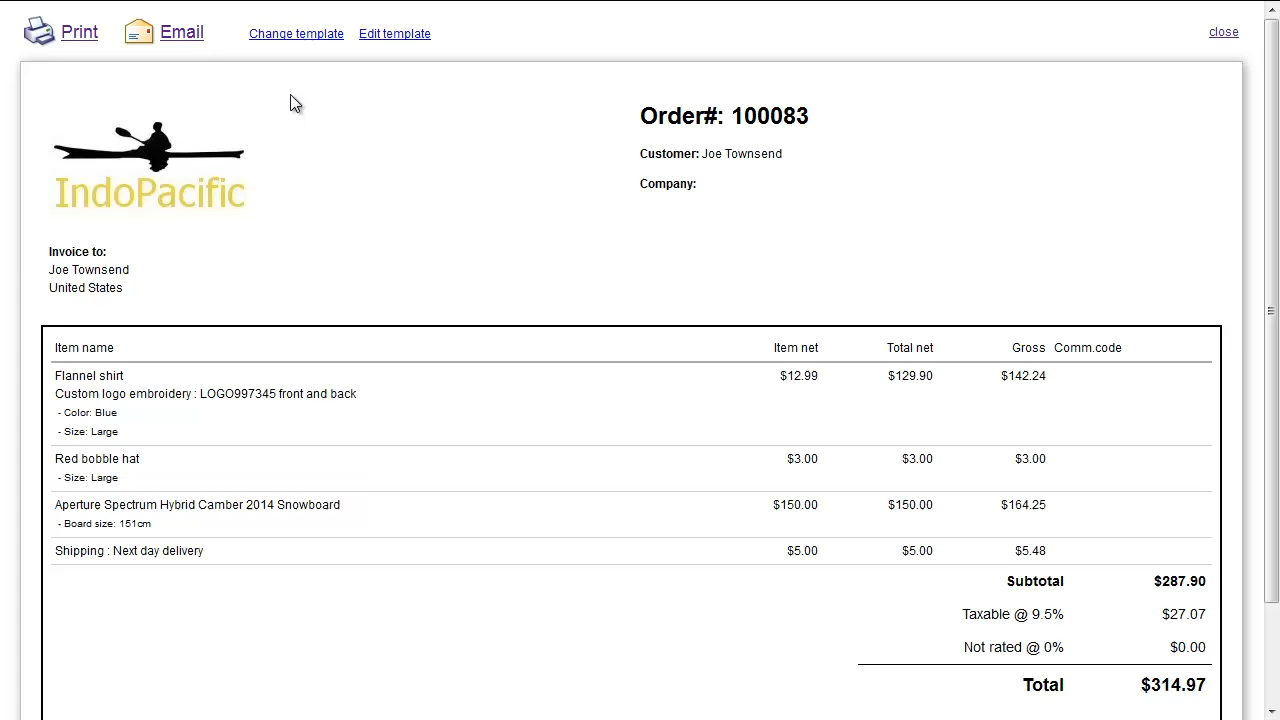 Print Email Change template Edit template close
IndoPacific
Order#: 100083
Customer: Joe Townsend
Company:
Invoice to:
Joe Townsend
United States
Item name Item net Total net Gross Comm.code
Flannel shirt $12.99 $129.90 $142.24
Custom logo embroidery : LOGO997345 front and back
- Color: Blue
- Size: Large
Red bobble hat $3.00 $3.00 $3.00
- Size: Large
Aperture Spectrum Hybrid Camber 2014 Snowboard $150.00 $150.00 $164.25
- Board size: 151cm
Shipping : Next day delivery $5.00 $5.00 $5.48
Subtotal $287.90
Taxable @ 9.5% $27.07
Not rated @ 0% $0.00
Total $314.97